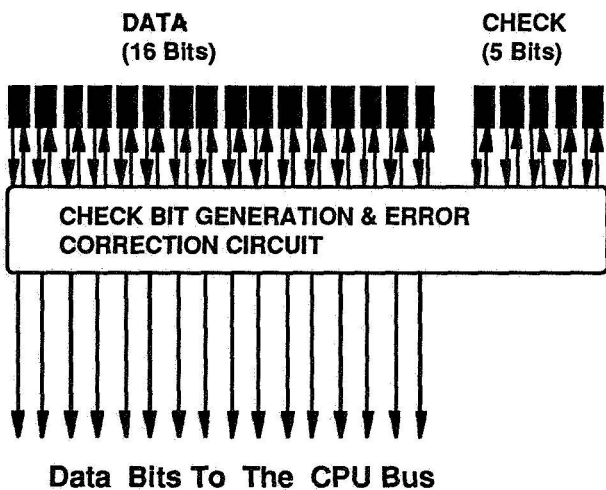 DATA
(16 Bits)
CHECK
(5 Bits)
CHECK BIT GENERATION & ERROR
CORRECTION CIRCUIT
Data Bits To The CPU Bus